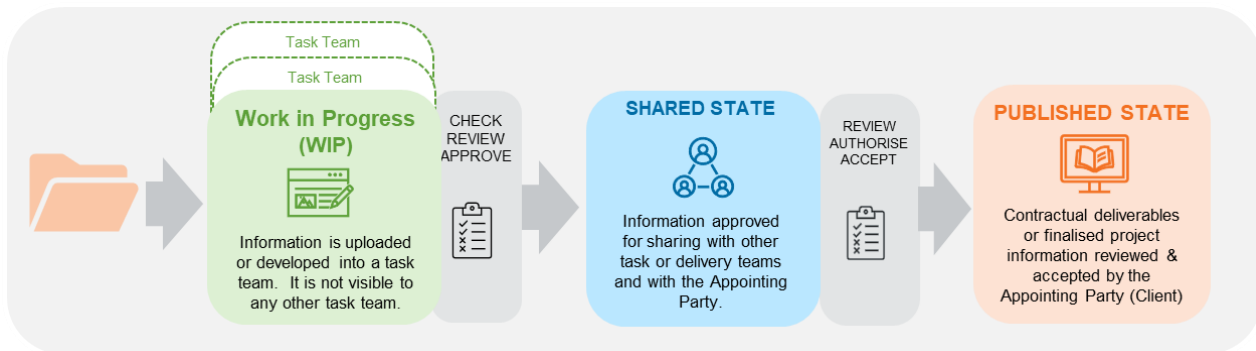 Task Team
Task Team
Work in Progress
(WIP)
Information is uploaded
or developed into a task
team. It is not visible to
any other task team.
CHECK
REVIEW
APPROVE
SHARED STATE
Information approved
for sharing with other
task or delivery teams
and with the Appointing
Party.
REVIEW
AUTHORISE
ACCEPT
PUBLISHED STATE
Contractual deliverables
or finalised project
information reviewed &
accepted by the
Appointing Party (Client)